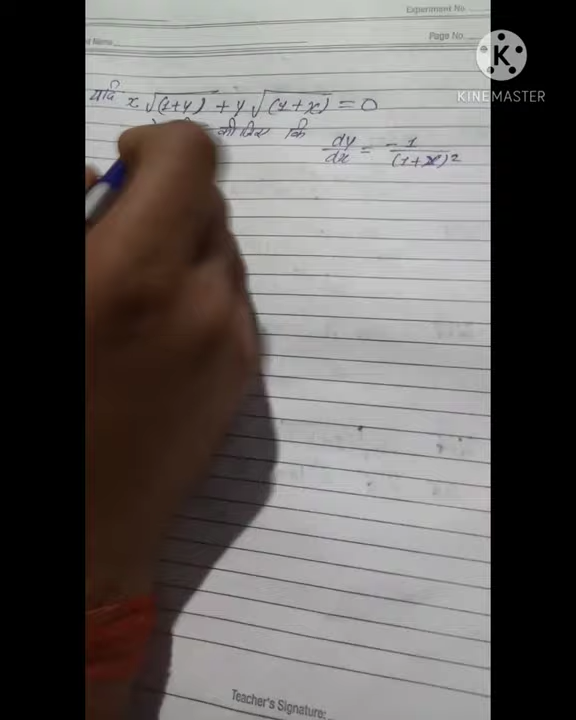 Experiment No.
Page No.
K
KINEMASTER
यदि x √(1+y) + y √(1+x) = 0
कीजिए कि dy/dx = -1/(1+x)²
Teacher's Signature: